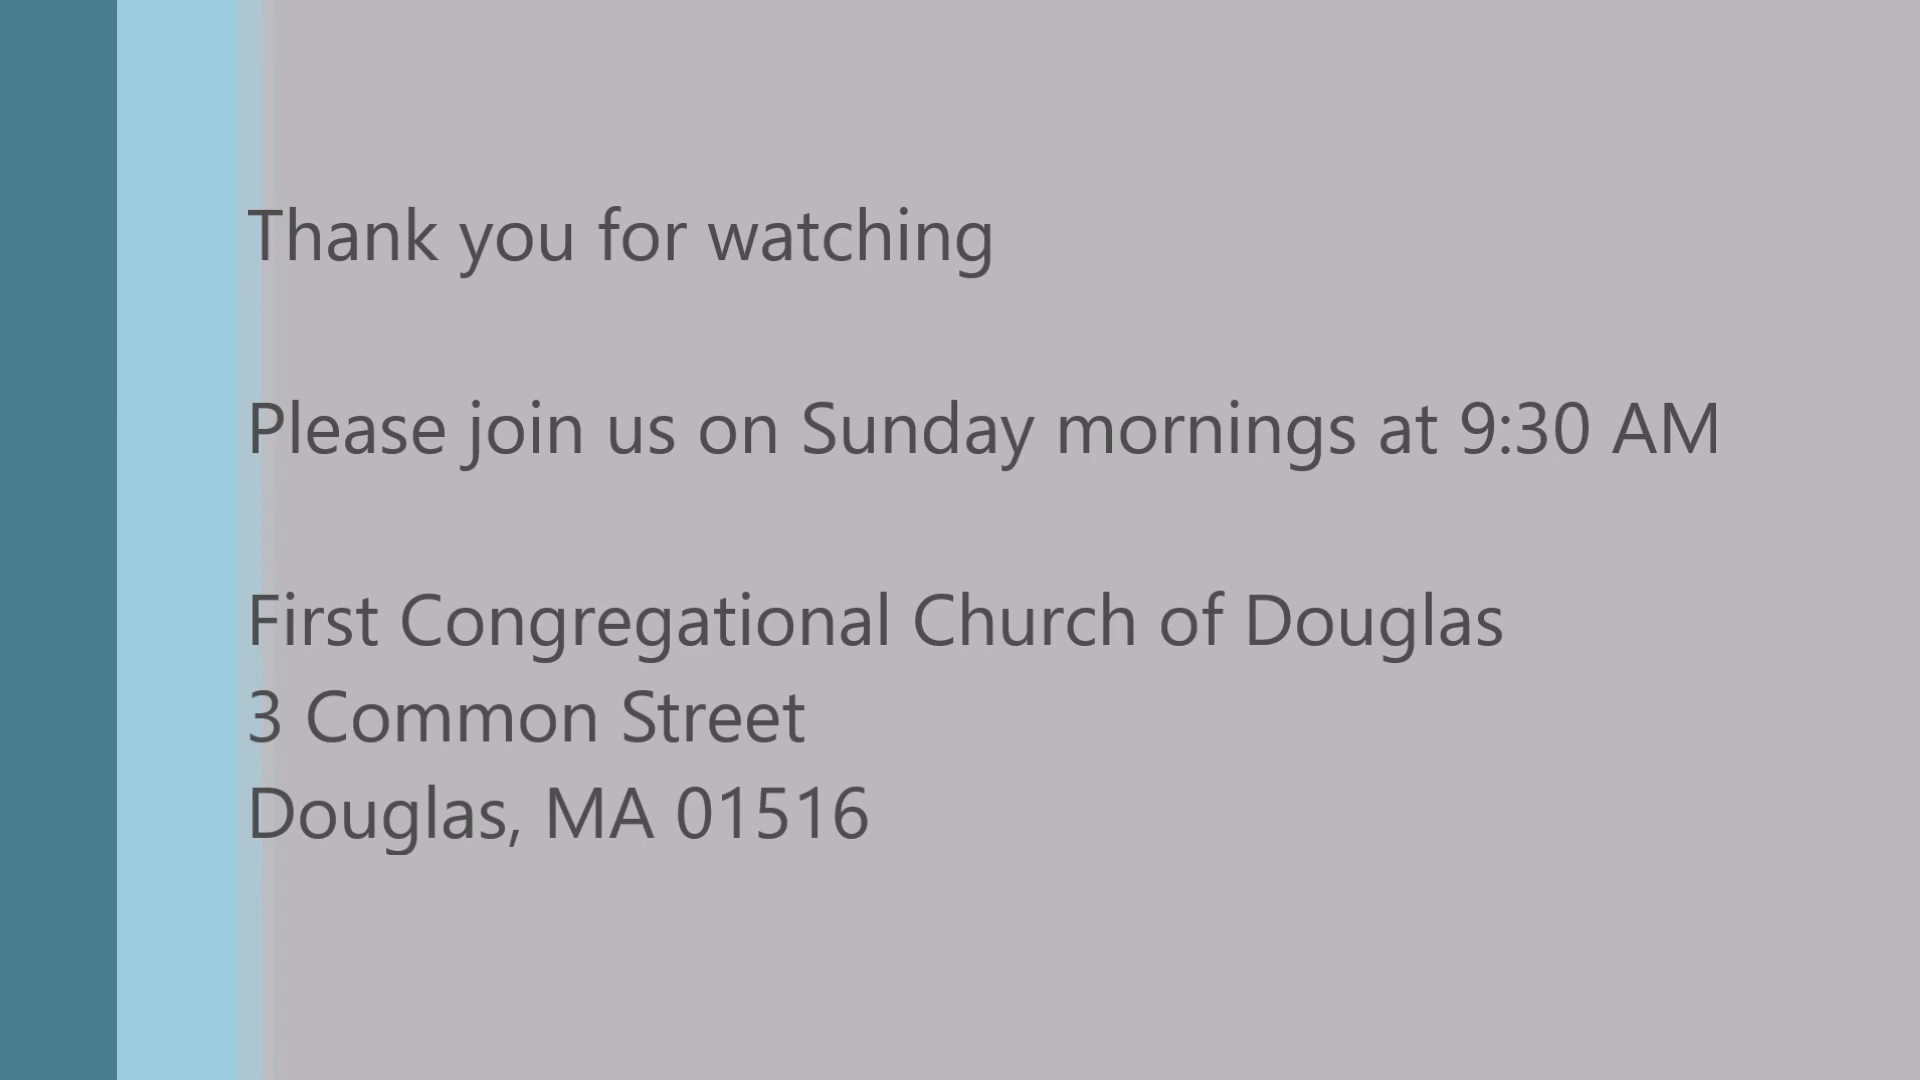 Thank you for watching
Please join us on Sunday mornings at 9:30 AM
First Congregational Church of Douglas
3 Common Street
Douglas, MA 01516